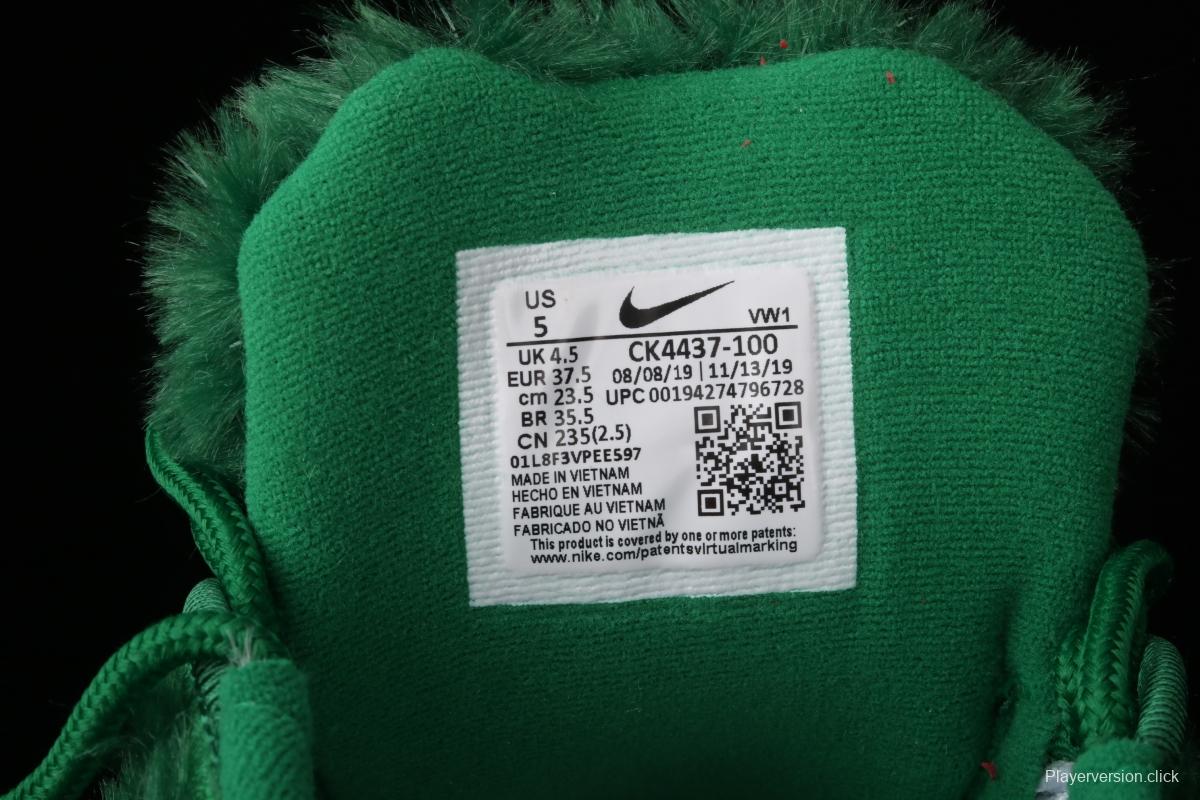 US
5
VW1
UK 4.5
CK4437-100
EUR 37.5
08/08/19 | 11/13/19
cm 23.5
UPC 00194274796728
BR 35.5
CN 235(2.5)
01L8F3VPEE597
MADE IN VIETNAM
HECHO EN VIETNAM
FABRIQUE AU VIETNAM
FABRICADO NO VIETNÃ
This product is covered by one or more patents:
www.nike.com/patentsvirtualmarking
Playerversion.click